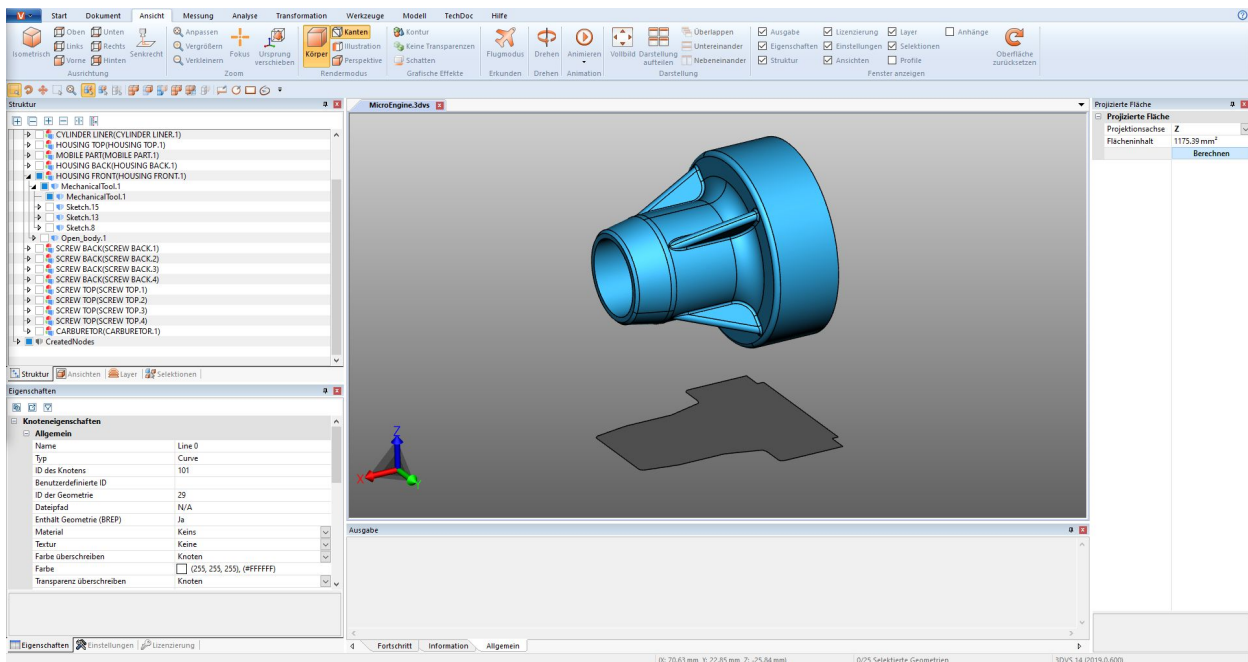 V Start Dokument Ansicht Messung Analyse Transformation Werkzeuge Modell TechDoc Hilfe
Isometrisch
Oben Unten
Links Rechts
Vorne Hinten
Senkrecht
Ausrichtung
Anpassen
Vergrößern
Verkleinern
Fokus
Ursprung
verschieben
Zoom
Körper
Kanten
Illustration
Perspektive
Rendermodus
Kontur
Keine Transparenzen
Schatten
Grafische Effekte
Flugmodus
Erkunden
Drehen
Drehen
Animieren
Animation
Vollbild
Darstellung
aufteilen
Überlappen
Untereinander
Nebeneinander
Darstellung
Ausgabe
Eigenschaften
Struktur
Lizenzierung
Einstellungen
Ansichten
Layer
Selektionen
Profile
Anhänge
Fenster anzeigen
Oberfläche
zurücksetzen
Struktur
CYLINDER LINER(CYLINDER LINER.1)
HOUSING TOP(HOUSING TOP.1)
MOBILE PART(MOBILE PART.1)
HOUSING BACK(HOUSING BACK.1)
HOUSING FRONT(HOUSING FRONT.1)
MechanicalTool.1
MechanicalTool.1
Sketch.15
Sketch.13
Sketch.8
Open_body.1
SCREW BACK(SCREW BACK.1)
SCREW BACK(SCREW BACK.2)
SCREW BACK(SCREW BACK.3)
SCREW BACK(SCREW BACK.4)
SCREW TOP(SCREW TOP.1)
SCREW TOP(SCREW TOP.2)
SCREW TOP(SCREW TOP.3)
SCREW TOP(SCREW TOP.4)
CARBURETOR(CARBURETOR.1)
CreatedNodes
Struktur Ansichten Layer Selektionen
Eigenschaften
Knoteneigenschaften
Allgemein
Name Line 0
Typ Curve
ID des Knotens 101
Benutzerdefinierte ID
ID der Geometrie 29
Dateipfad N/A
Enthält Geometrie (BREP) Ja
Material Keins
Textur Keine
Farbe überschreiben Knoten
Farbe (255, 255, 255), (#FFFFFF)
Transparenz überschreiben Knoten
Eigenschaften Einstellungen Lizenzierung
MicroEngine.3dvs
Z
X
Y
Ausgabe
Fortschritt Information Allgemein
Projizierte Fläche
Projizierte Fläche
Projektionsachse Z
Flächeninhalt 1175.39 mm²
Berechnen
(X: 70.63 mm, Y: 22.85 mm, Z: -25.84 mm) 0/25 Selektierte Geometrien 3DVS 14 (2019.0.600)